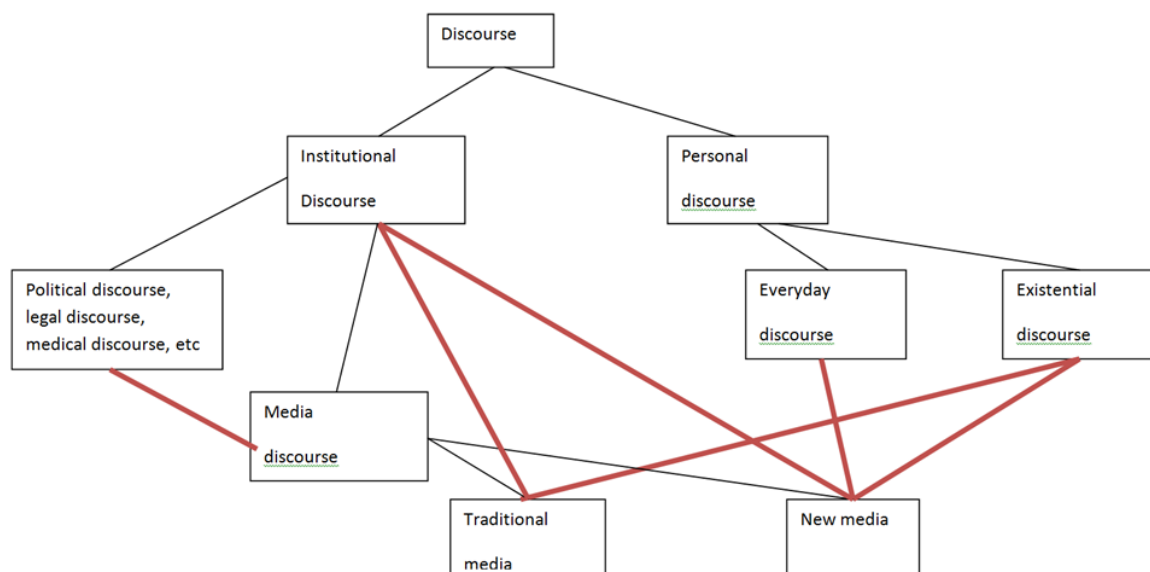 Discourse
Institutional
Discourse
Personal
discourse
Political discourse,
legal discourse,
medical discourse, etc
Everyday
discourse
Existential
discourse
Media
discourse
Traditional
media
New media